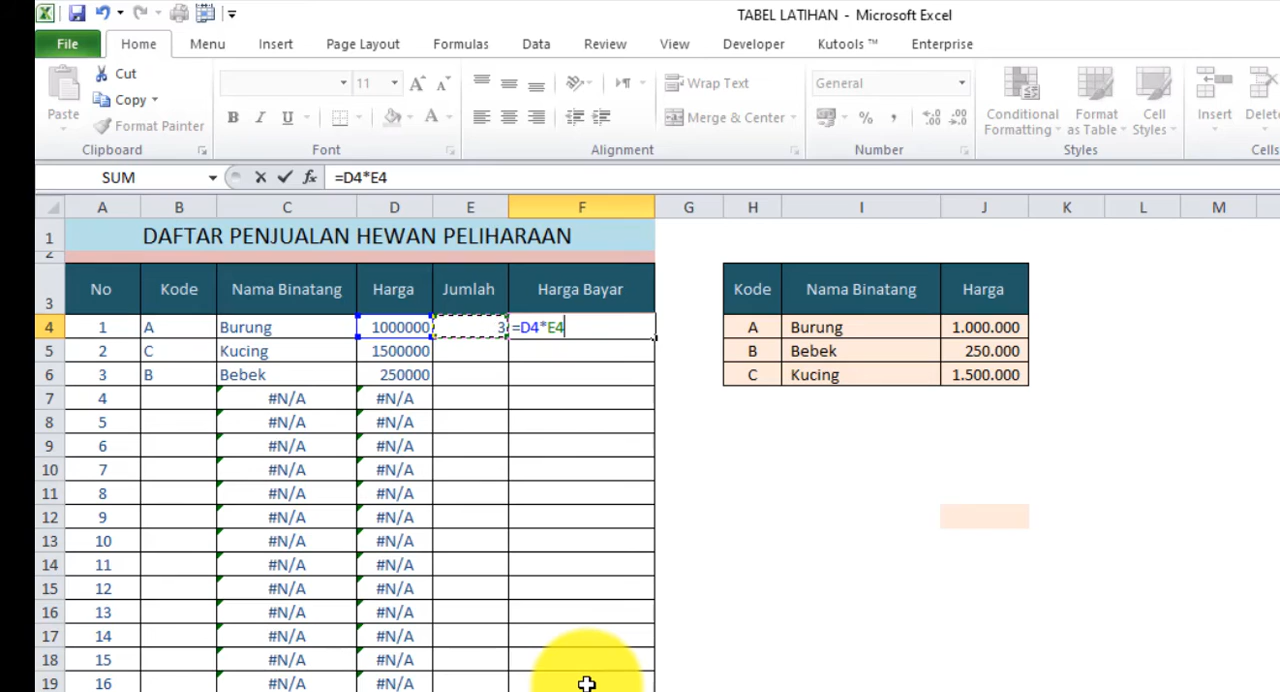 TABEL LATIHAN - Microsoft Excel
File Home Menu Insert Page Layout Formulas Data Review View Developer Kutools ™ Enterprise
Cut
Copy
Format Painter
Paste
11
Wrap Text
Merge & Center
General
Conditional Formatting
Format as Table
Cell Styles
Insert
Delet
Clipboard Font Alignment Number Styles Cells
SUM fx =D4*E4
A B C D E F G H I J K L M
1 DAFTAR PENJUALAN HEWAN PELIHARAAN
2
3 No Kode Nama Binatang Harga Jumlah Harga Bayar Kode Nama Binatang Harga
4 1 A Burung 1000000 3 =D4*E4 A Burung 1.000.000
5 2 C Kucing 1500000 B Bebek 250.000
6 3 B Bebek 250000 C Kucing 1.500.000
7 4 #N/A #N/A
8 5 #N/A #N/A
9 6 #N/A #N/A
10 7 #N/A #N/A
11 8 #N/A #N/A
12 9 #N/A #N/A
13 10 #N/A #N/A
14 11 #N/A #N/A
15 12 #N/A #N/A
16 13 #N/A #N/A
17 14 #N/A #N/A
18 15 #N/A #N/A
19 16 #N/A #N/A